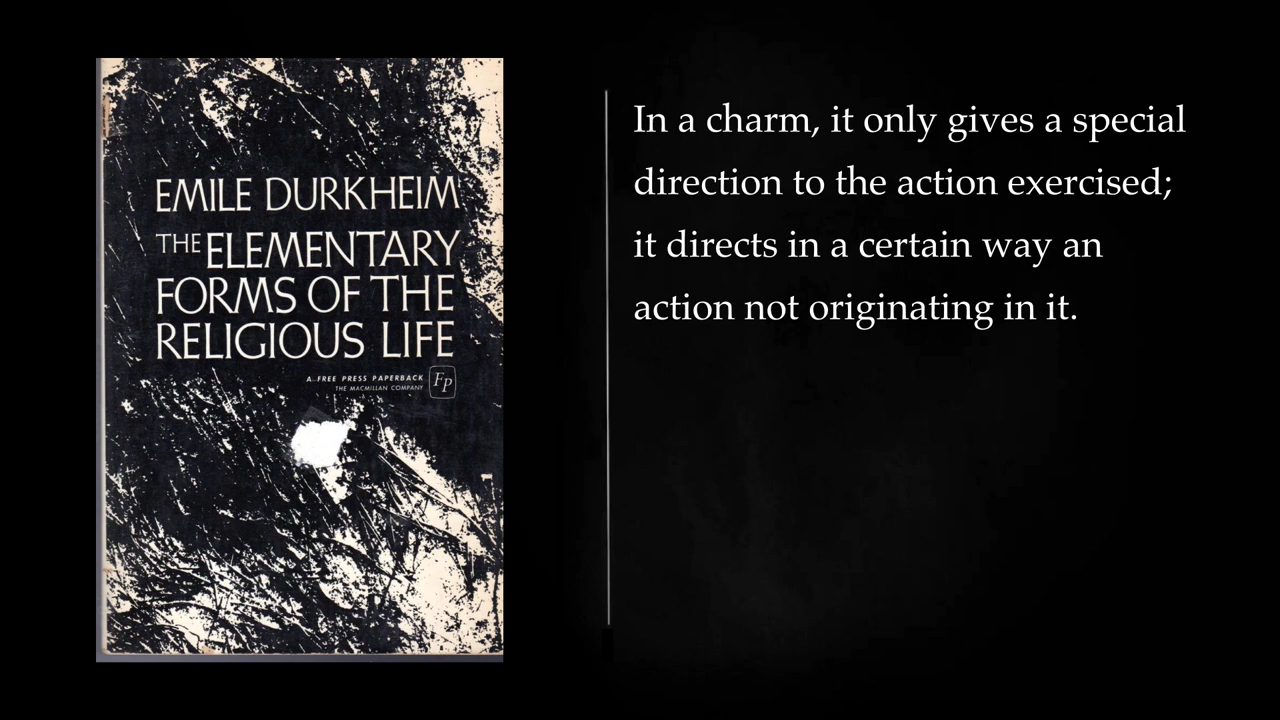 EMILE DURKHEIM
THE ELEMENTARY
FORMS OF THE
RELIGIOUS LIFE
A FREE PRESS PAPERBACK
THE MACMILLAN COMPANY
FP
In a charm, it only gives a special
direction to the action exercised;
it directs in a certain way an
action not originating in it.